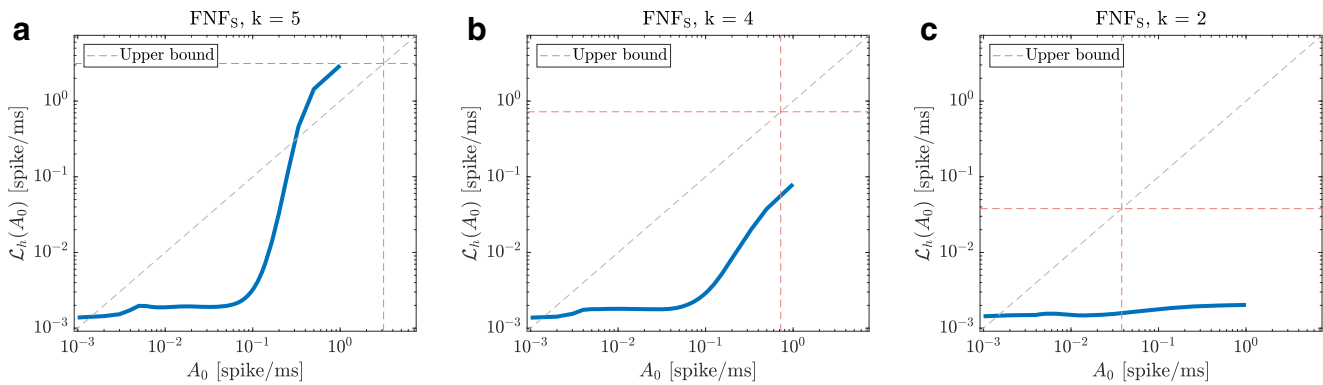 a
FNF_S, k = 5
Upper bound
10^0
10^-1
10^-2
10^-3
ℒ_h(A_0) [spike/ms]
10^-3 10^-2 10^-1 10^0
A_0 [spike/ms]
b
FNF_S, k = 4
Upper bound
10^0
10^-1
10^-2
10^-3
ℒ_h(A_0) [spike/ms]
10^-3 10^-2 10^-1 10^0
A_0 [spike/ms]
c
FNF_S, k = 2
Upper bound
10^0
10^-1
10^-2
10^-3
ℒ_h(A_0) [spike/ms]
10^-3 10^-2 10^-1 10^0
A_0 [spike/ms]